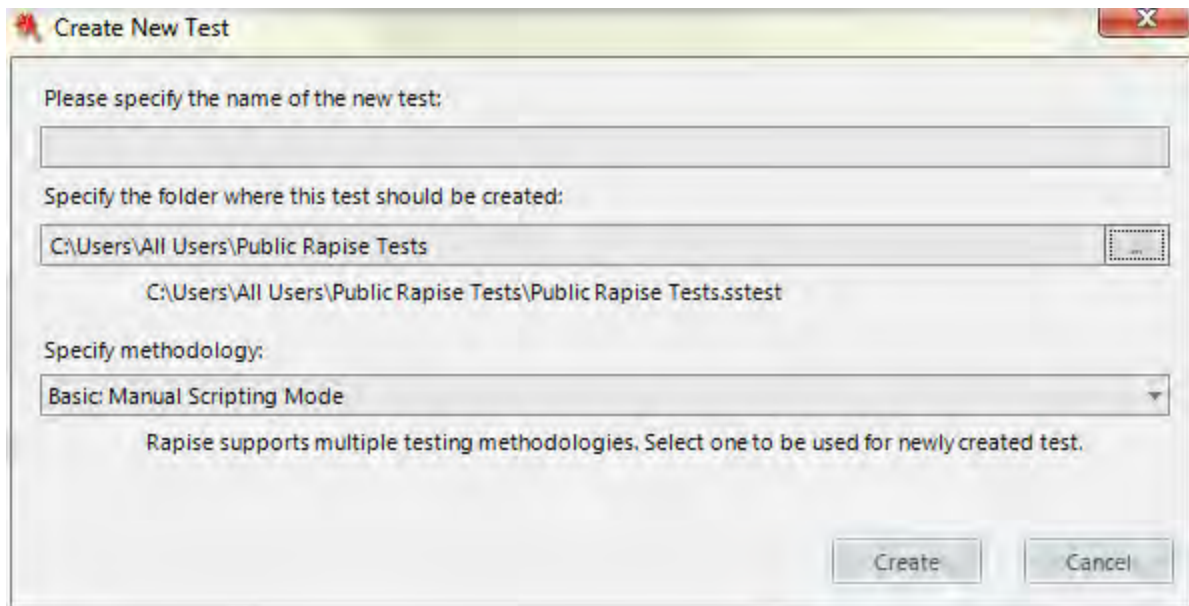 Create New Test
Please specify the name of the new test:
Specify the folder where this test should be created:
C:\Users\All Users\Public Rapise Tests
...
C:\Users\All Users\Public Rapise Tests\Public Rapise Tests.sstest
Specify methodology:
Basic: Manual Scripting Mode
Rapise supports multiple testing methodologies. Select one to be used for newly created test.
Create Cancel